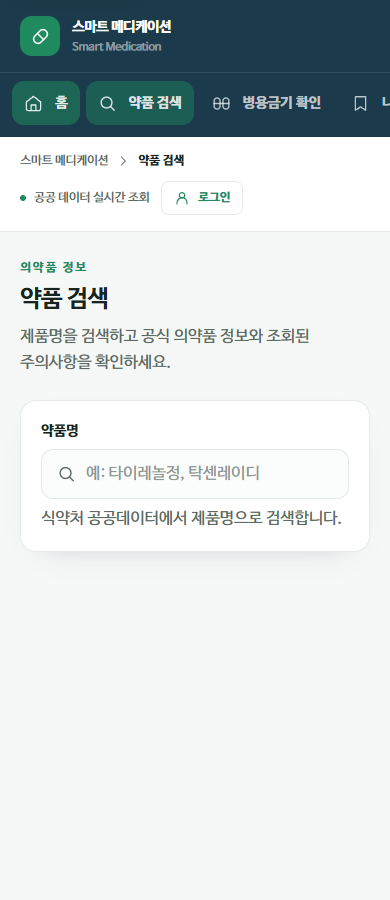 스마트 메디케이션
Smart Medication
홈
약품 검색
병용금기 확인
스마트 메디케이션
약품 검색
공공 데이터 실시간 조회
로그인
의약품 정보
약품 검색
제품명을 검색하고 공식 의약품 정보와 조회된
주의사항을 확인하세요.
약품명
예: 타이레놀정, 탁센레이디
식약처 공공데이터에서 제품명으로 검색합니다.